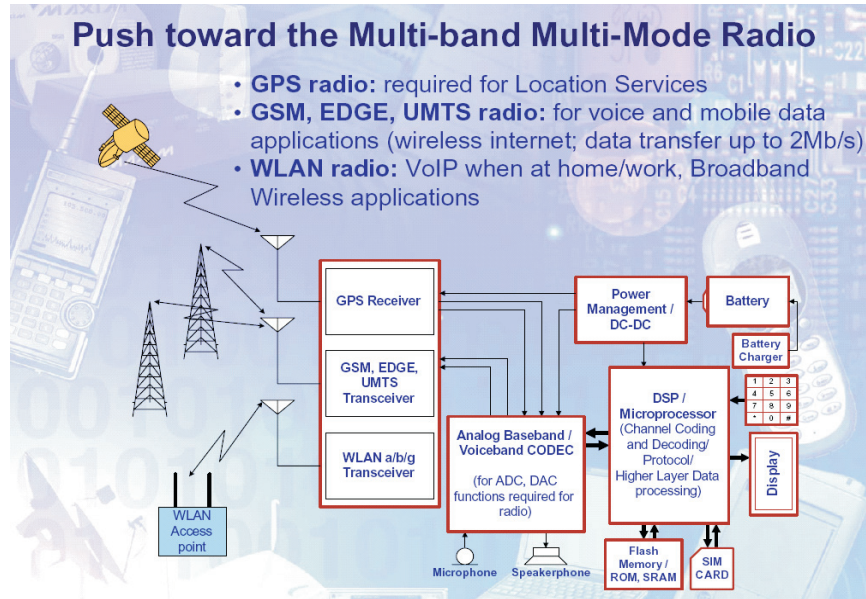 Push toward the Multi-band Multi-Mode Radio
• GPS radio: required for Location Services
• GSM, EDGE, UMTS radio: for voice and mobile data
applications (wireless internet; data transfer up to 2Mb/s)
• WLAN radio: VoIP when at home/work, Broadband
Wireless applications
GPS Receiver
GSM, EDGE,
UMTS
Transceiver
WLAN a/b/g
Transceiver
WLAN
Access
point
Power
Management /
DC-DC
Battery
Battery
Charger
Analog Baseband /
Voiceband CODEC
(for ADC, DAC
functions required for
radio)
Microphone
Speakerphone
DSP /
Microprocessor
(Channel Coding
and Decoding/
Protocol/
Higher Layer Data
processing)
1 2 3
4 5 6
7 8 9
* 0 #
Display
Flash
Memory /
ROM, SRAM
SIM
CARD